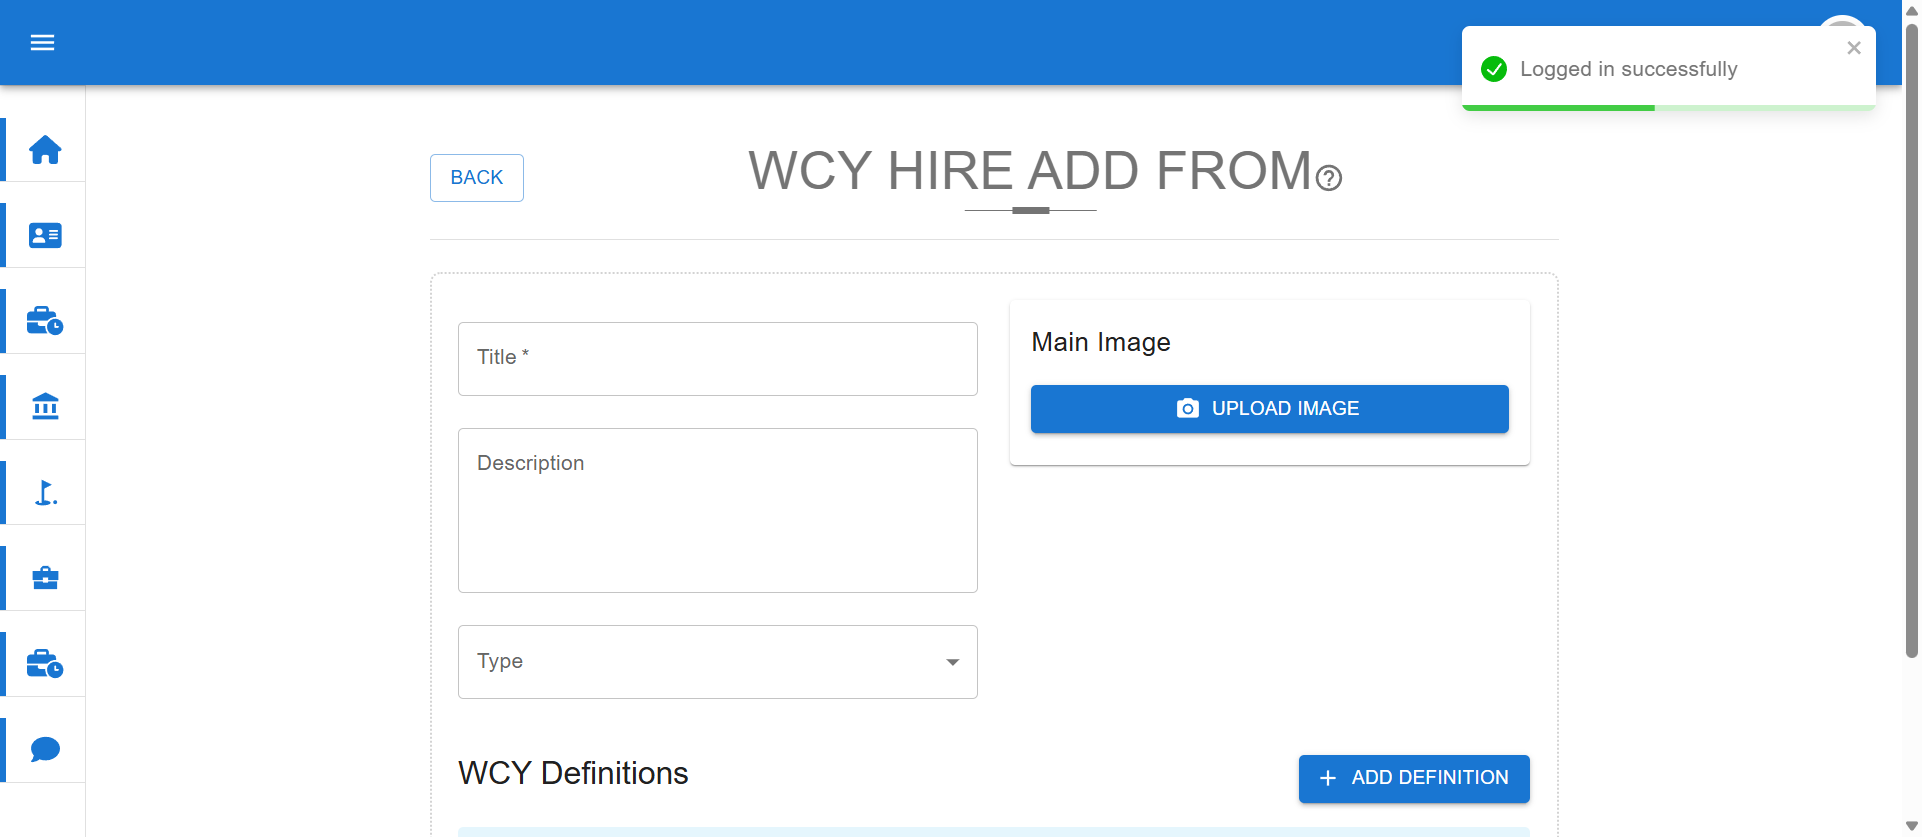 Logged in successfully
BACK
WCY HIRE ADD FROM
Title *
Main Image
UPLOAD IMAGE
Description
Type
WCY Definitions
ADD DEFINITION